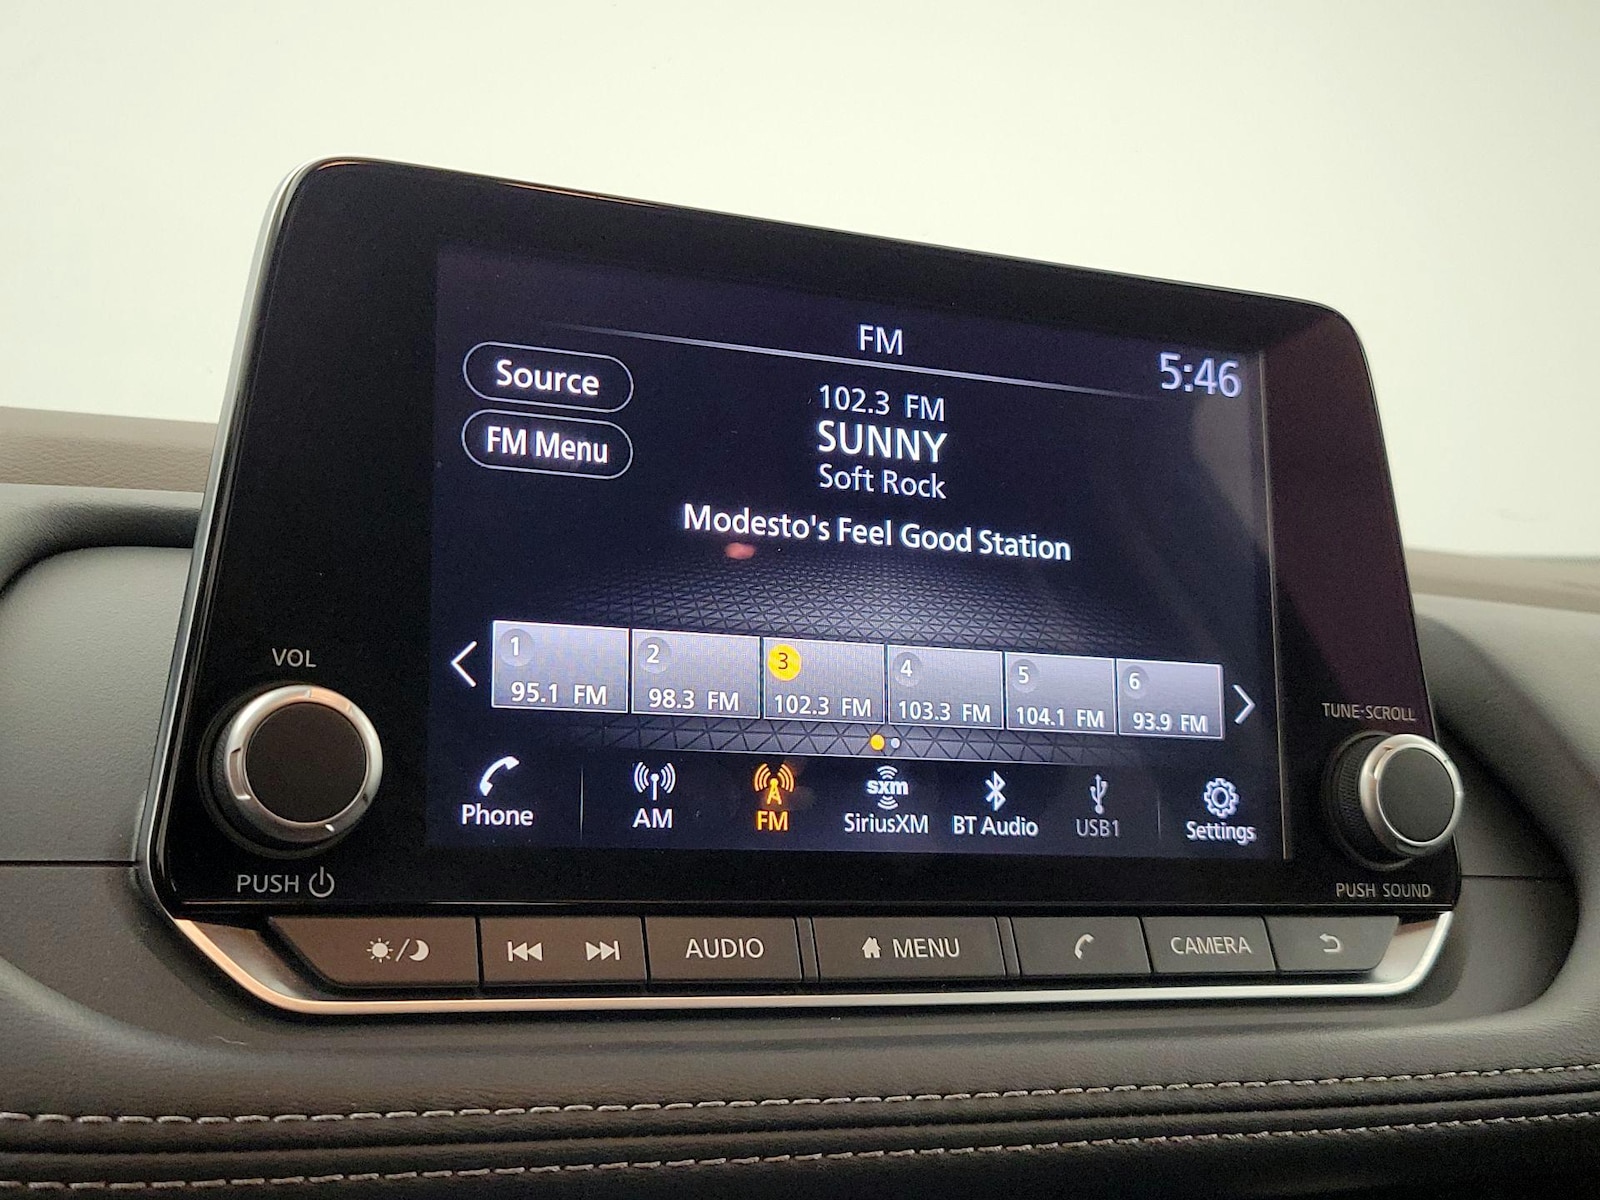 FM
5:46
Source
FM Menu
102.3 FM
SUNNY
Soft Rock
Modesto's Feel Good Station
1
95.1 FM
2
98.3 FM
3
102.3 FM
4
103.3 FM
5
104.1 FM
6
93.9 FM
Phone
AM
FM
sxm
SiriusXM
BT Audio
USB1
Settings
VOL
PUSH
TUNE·SCROLL
PUSH SOUND
AUDIO
MENU
CAMERA